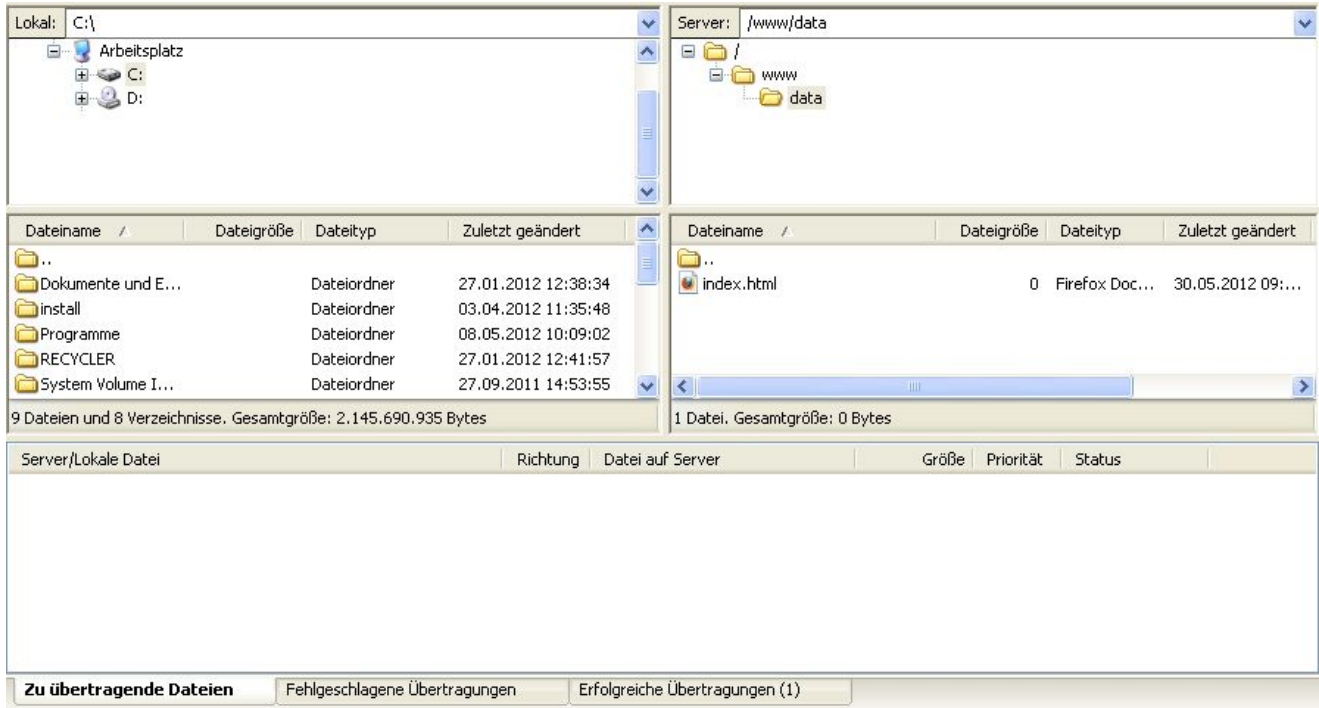 Lokal: C:\
Arbeitsplatz
C:
D:
Server: /www/data
/
www
data
Dateiname Dateigröße Dateityp Zuletzt geändert
..
Dokumente und E... Dateiordner 27.01.2012 12:38:34
install Dateiordner 03.04.2012 11:35:48
Programme Dateiordner 08.05.2012 10:09:02
RECYCLER Dateiordner 27.01.2012 12:41:57
System Volume I... Dateiordner 27.09.2011 14:53:55
9 Dateien und 8 Verzeichnisse. Gesamtgröße: 2.145.690.935 Bytes
Dateiname Dateigröße Dateityp Zuletzt geändert
..
index.html 0 Firefox Doc... 30.05.2012 09:...
1 Datei. Gesamtgröße: 0 Bytes
Server/Lokale Datei Richtung Datei auf Server Größe Priorität Status
Zu übertragende Dateien Fehlgeschlagene Übertragungen Erfolgreiche Übertragungen (1)